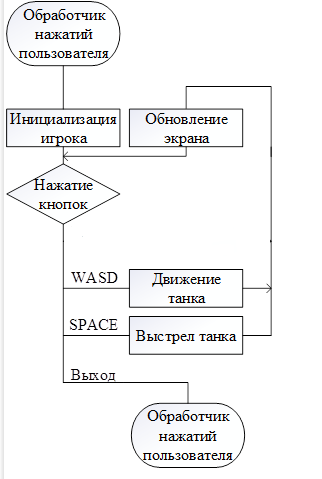 Обработчик
нажатий
пользователя
Инициализация
игрока
Обновление
экрана
Нажатие
кнопок
WASD
Движение
танка
SPACE
Выстрел танка
Выход
Обработчик
нажатий
пользователя